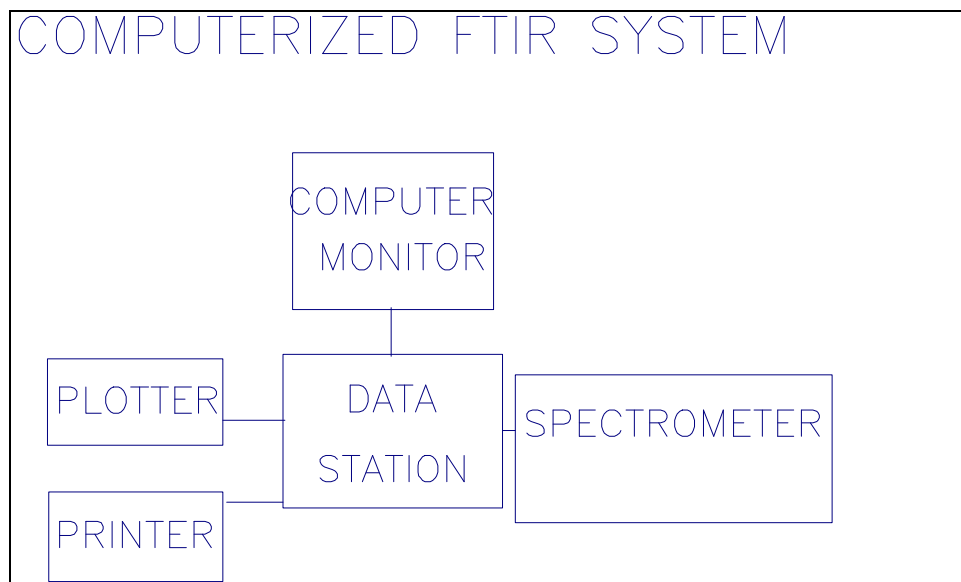 COMPUTERIZED FTIR SYSTEM
COMPUTER
MONITOR
PLOTTER
DATA
STATION
SPECTROMETER
PRINTER